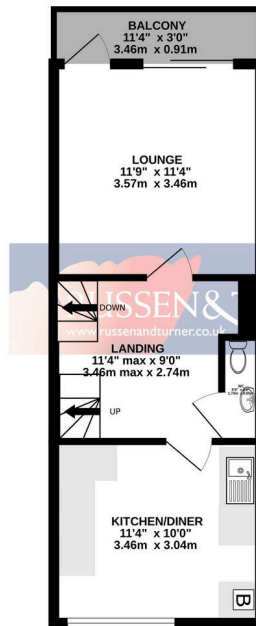 BALCONY
11'4" x 3'0"
3.46m x 0.91m
LOUNGE
11'9" x 11'4"
3.57m x 3.46m
RUSSEN & T
DOWN
www.russenandturner.co.uk
LANDING
11'4" max x 9'0"
3.46m max x 2.74m
WC
UP
KITCHEN/DINER
11'4" x 10'0"
3.46m x 3.04m
B